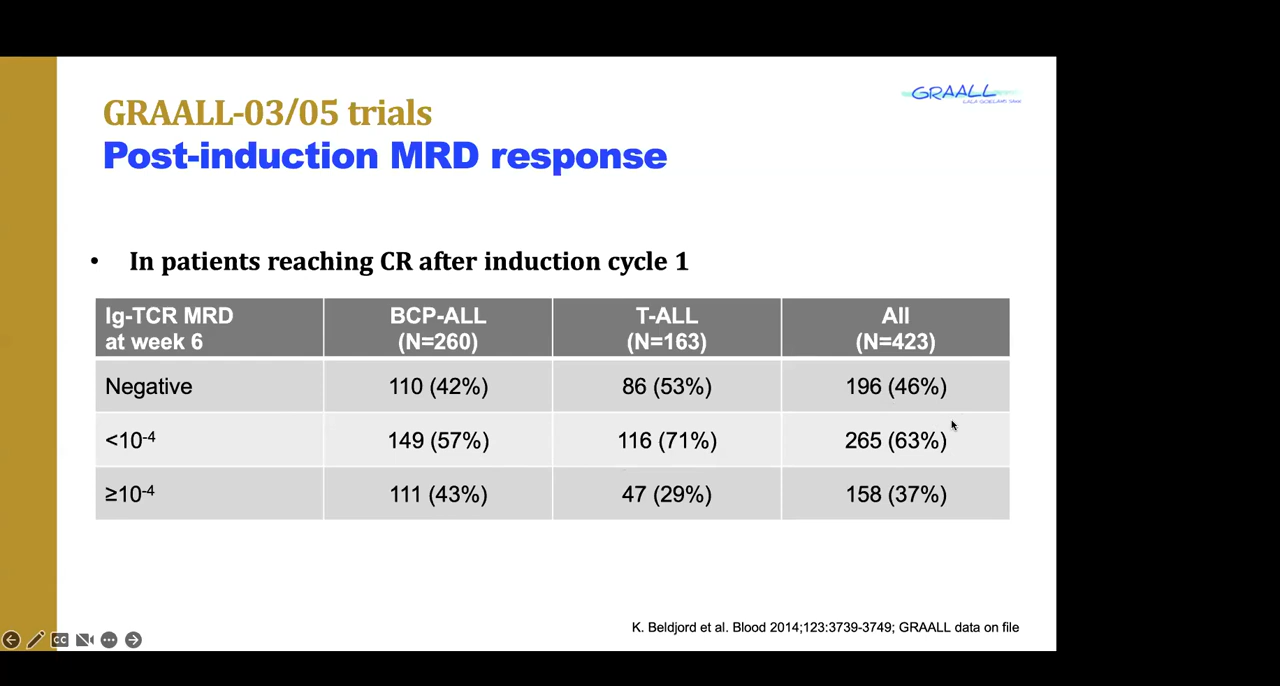 GRAALL
GRAALL-03/05 trials
Post-induction MRD response
• In patients reaching CR after induction cycle 1
Ig-TCR MRD at week 6 BCP-ALL (N=260) T-ALL (N=163) All (N=423)
Negative 110 (42%) 86 (53%) 196 (46%)
<10-4 149 (57%) 116 (71%) 265 (63%)
≥10-4 111 (43%) 47 (29%) 158 (37%)
K. Beldjord et al. Blood 2014;123:3739-3749; GRAALL data on file
CC